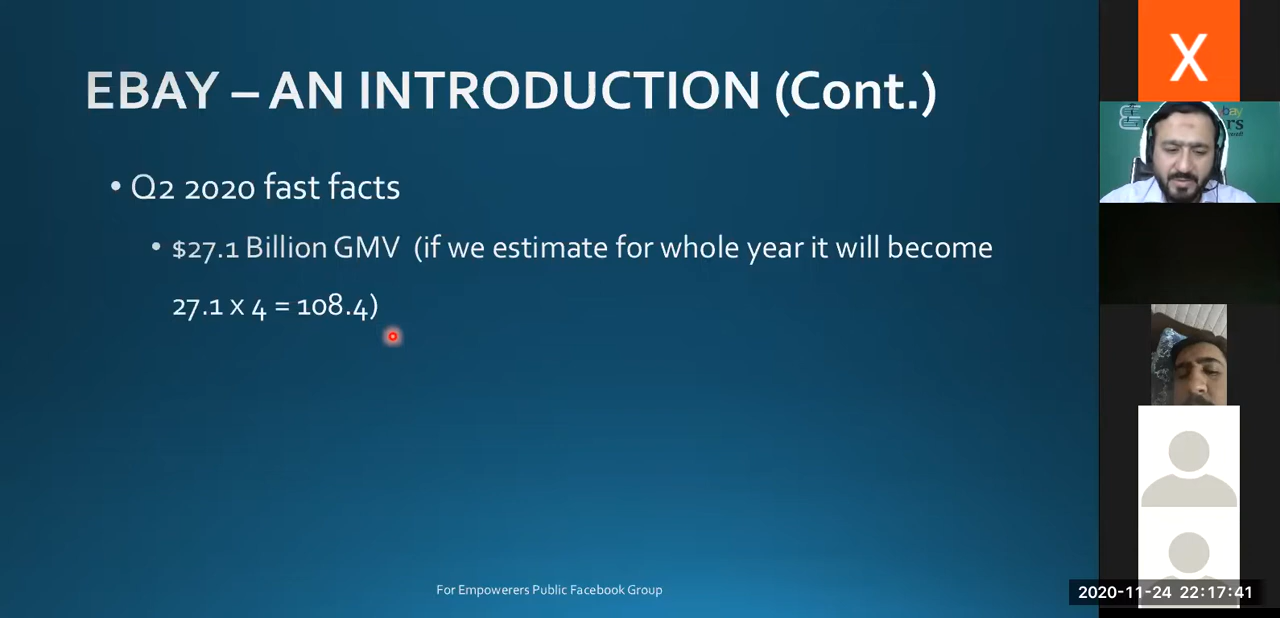 EBAY – AN INTRODUCTION (Cont.)
• Q2 2020 fast facts
• $27.1 Billion GMV (if we estimate for whole year it will become
27.1 x 4 = 108.4)
For Empowerers Public Facebook Group
X
ebay
2020-11-24 22:17:41